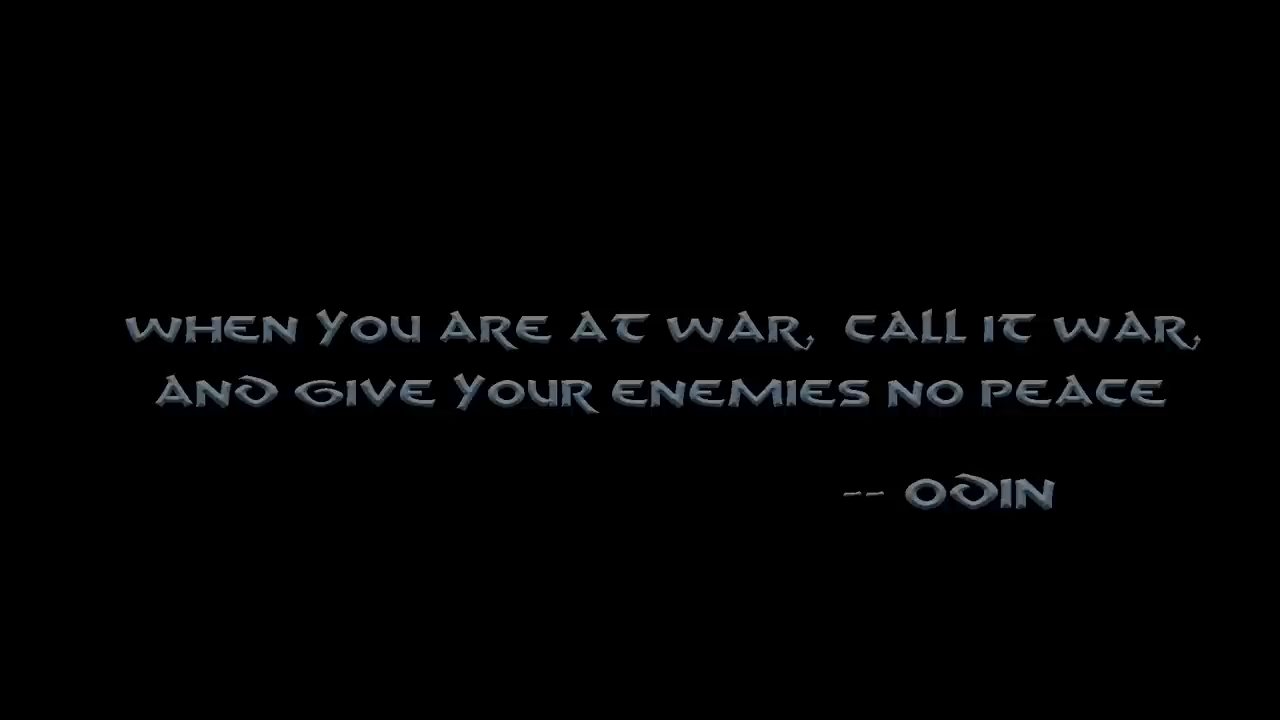 WHEN YOU ARE AT WAR, CALL IT WAR,
AND GIVE YOUR ENEMIES NO PEACE
-- ODIN